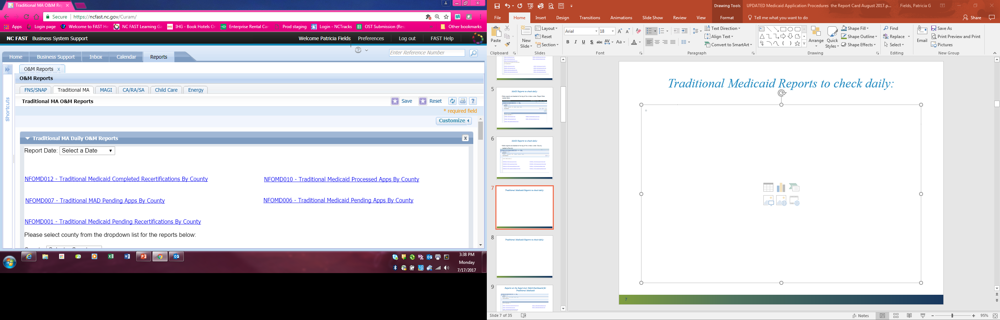 Traditional MA O&M Rep
Secure | https://ncfast.nc.gov/Curam/
Apps Login page Welcome to FAST He NC FAST Learning Ga IHG - Book Hotels On Enterprise Rental Car Prod staging Login - NCTracks OST Submission (Res Other bookmarks
NC FAST Business System Support Welcome Patricia Fields Preferences Log out FAST Help
Enter Reference Number
Home Business Support Inbox Calendar Reports
O&M Reports x
O&M Reports
FNS/SNAP Traditional MA MAGI CA/RA/SA Child Care Energy
Shortcuts
Traditional MA O&M Reports Save Reset ?
* required field
Customize
Traditional MA Daily O&M Reports x
Report Date: Select a Date
NFOMD012 - Traditional Medicaid Completed Recertifications By County
NFOMD010 - Traditional Medicaid Processed Apps By County
NFOMD007 - Traditional MAD Pending Apps By County
NFOMD006 - Traditional Medicaid Pending Apps By County
NFOMD001 - Traditional Medicaid Pending Recertifications By County
Please select county from the dropdown list for the reports below:
3:38 PM
Monday
7/17/2017
Drawing Tools UPDATED Medicaid Application Procedures the Report Card August 2017.p... Fields, Patricia G
File Home Insert Design Transitions Animations Slide Show Review View Format Tell me what you want to do Share
Paste
Clipboard
New
Slide
Layout
Reset
Section
Slides
Arial 18
B I U S abc AV Aa A
Font
Text Direction
Align Text
Convert to SmartArt
Paragraph
Arrange
Quick
Styles
Shape Fill
Shape Outline
Shape Effects
Drawing
Find
Replace
Select
Editing
Email
Save As
Print Preview and Print
Pictures
New Group
5
MAGI Reports to check daily:
6
MAGI Reports to check daily:
7
Traditional Medicaid Reports to check daily:
8
Traditional Medicaid Reports to check daily:
9
Reports on the Supervisor O&M Dashboard for
Traditional Medicaid
Traditional Medicaid Reports to check daily:
7
Slide 7 of 35 Notes 95%